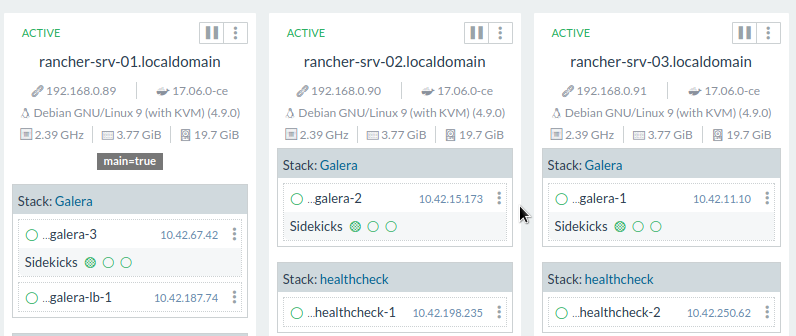 ACTIVE
rancher-srv-01.localdomain
192.168.0.89 17.06.0-ce
Debian GNU/Linux 9 (with KVM) (4.9.0)
2.39 GHz 3.77 GiB 19.7 GiB
main=true
Stack: Galera
...galera-3 10.42.67.42
Sidekicks
...galera-lb-1 10.42.187.74
ACTIVE
rancher-srv-02.localdomain
192.168.0.90 17.06.0-ce
Debian GNU/Linux 9 (with KVM) (4.9.0)
2.39 GHz 3.77 GiB 19.7 GiB
Stack: Galera
...galera-2 10.42.15.173
Sidekicks
Stack: healthcheck
...healthcheck-1 10.42.198.235
ACTIVE
rancher-srv-03.localdomain
192.168.0.91 17.06.0-ce
Debian GNU/Linux 9 (with KVM) (4.9.0)
2.39 GHz 3.77 GiB 19.7 GiB
Stack: Galera
...galera-1 10.42.11.10
Sidekicks
Stack: healthcheck
...healthcheck-2 10.42.250.62